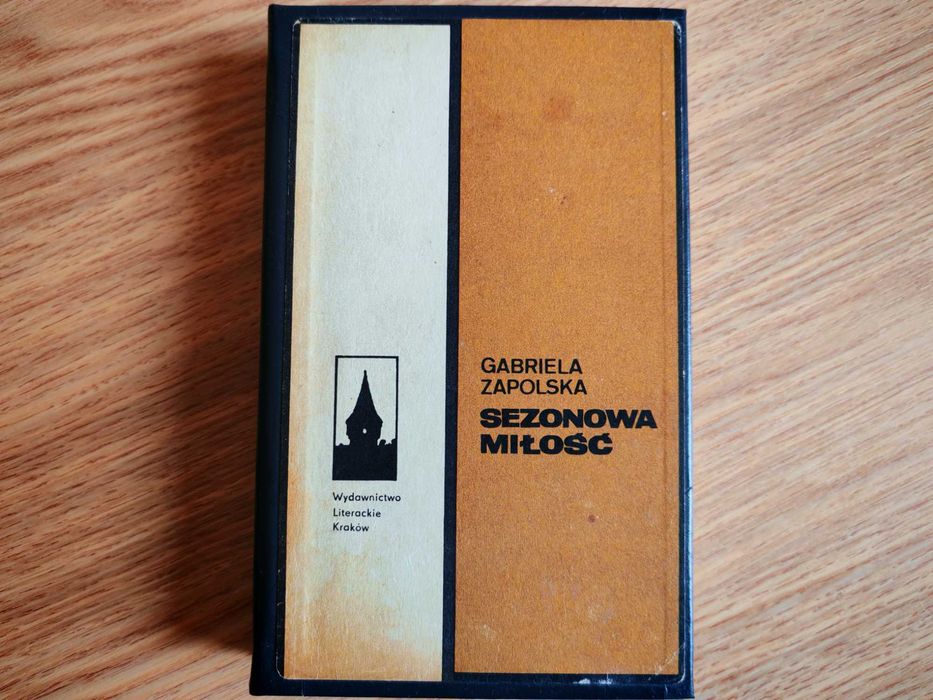 GABRIELA
ZAPOLSKA
SEZONOWA
MIŁOŚĆ
Wydawnictwo
Literackie
Kraków